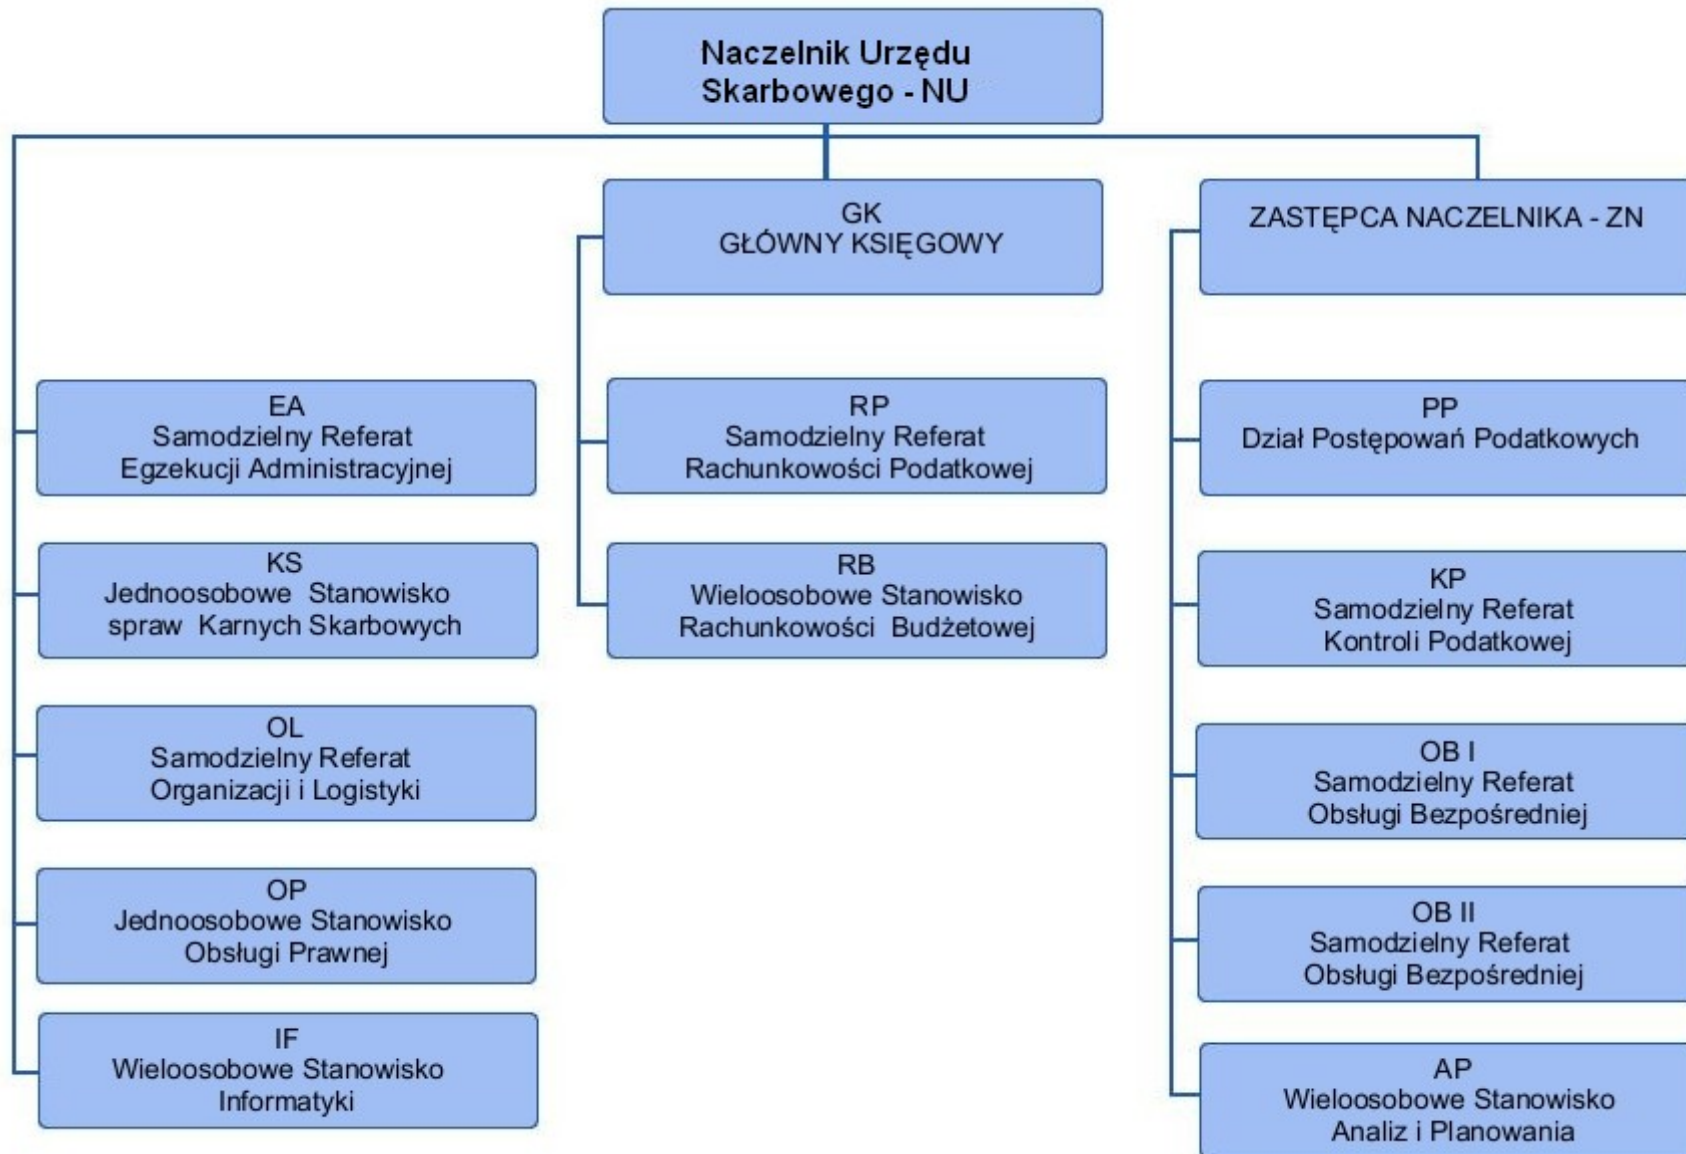 Naczelnik Urzędu
Skarbowego - NU
GK
GŁÓWNY KSIĘGOWY
ZASTĘPCA NACZELNIKA - ZN
EA
Samodzielny Referat
Egzekucji Administracyjnej
KS
Jednoosobowe Stanowisko
spraw Karnych Skarbowych
OL
Samodzielny Referat
Organizacji i Logistyki
OP
Jednoosobowe Stanowisko
Obsługi Prawnej
IF
Wieloosobowe Stanowisko
Informatyki
RP
Samodzielny Referat
Rachunkowości Podatkowej
RB
Wieloosobowe Stanowisko
Rachunkowości Budżetowej
PP
Dział Postępowań Podatkowych
KP
Samodzielny Referat
Kontroli Podatkowej
OB I
Samodzielny Referat
Obsługi Bezpośredniej
OB II
Samodzielny Referat
Obsługi Bezpośredniej
AP
Wieloosobowe Stanowisko
Analiz i Planowania